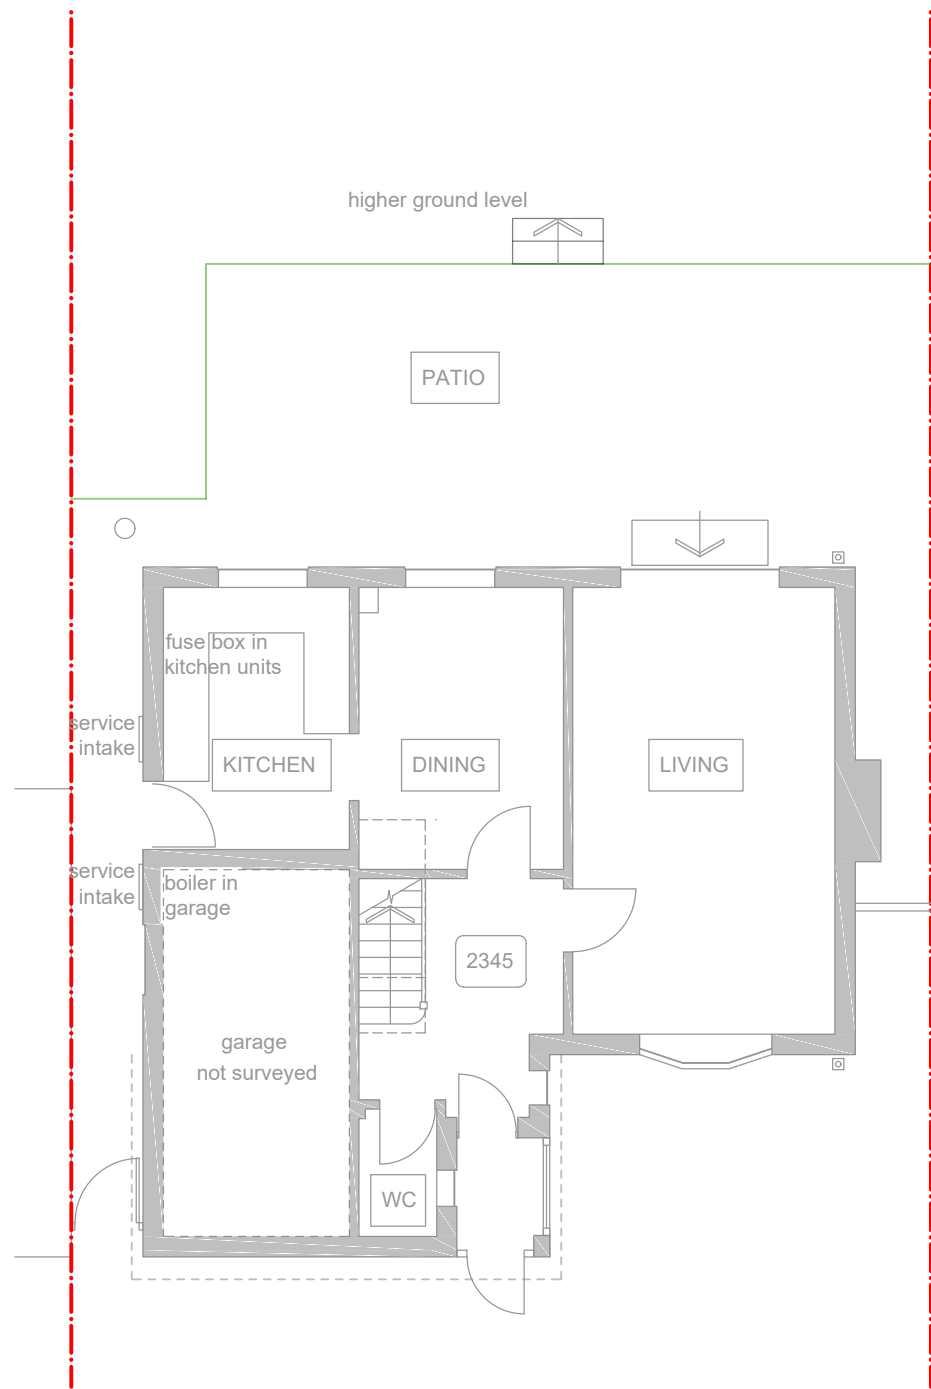 higher ground level
PATIO
fuse box in
kitchen units
service
intake
KITCHEN
DINING
LIVING
service
intake
boiler in
garage
2345
garage
not surveyed
WC